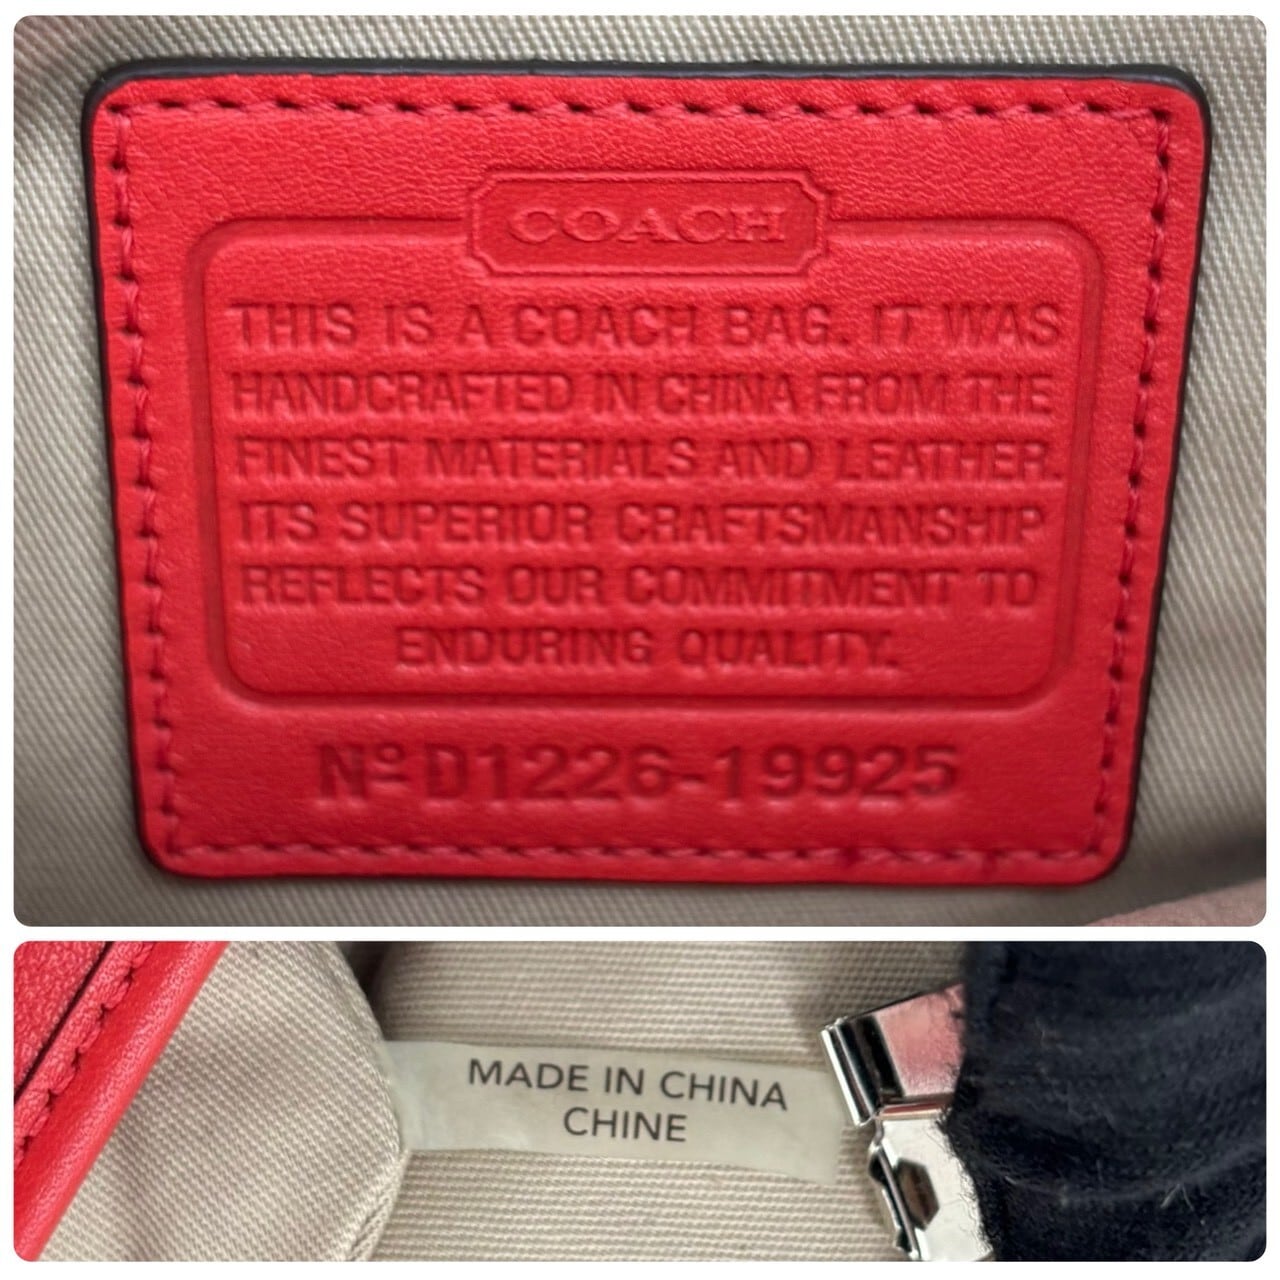 COACH
THIS IS A COACH BAG. IT WAS
HANDCRAFTED IN CHINA FROM THE
FINEST MATERIALS AND LEATHER.
ITS SUPERIOR CRAFTSMANSHIP
REFLECTS OUR COMMITMENT TO
ENDURING QUALITY.
Nº D1226-19925
MADE IN CHINA
CHINE